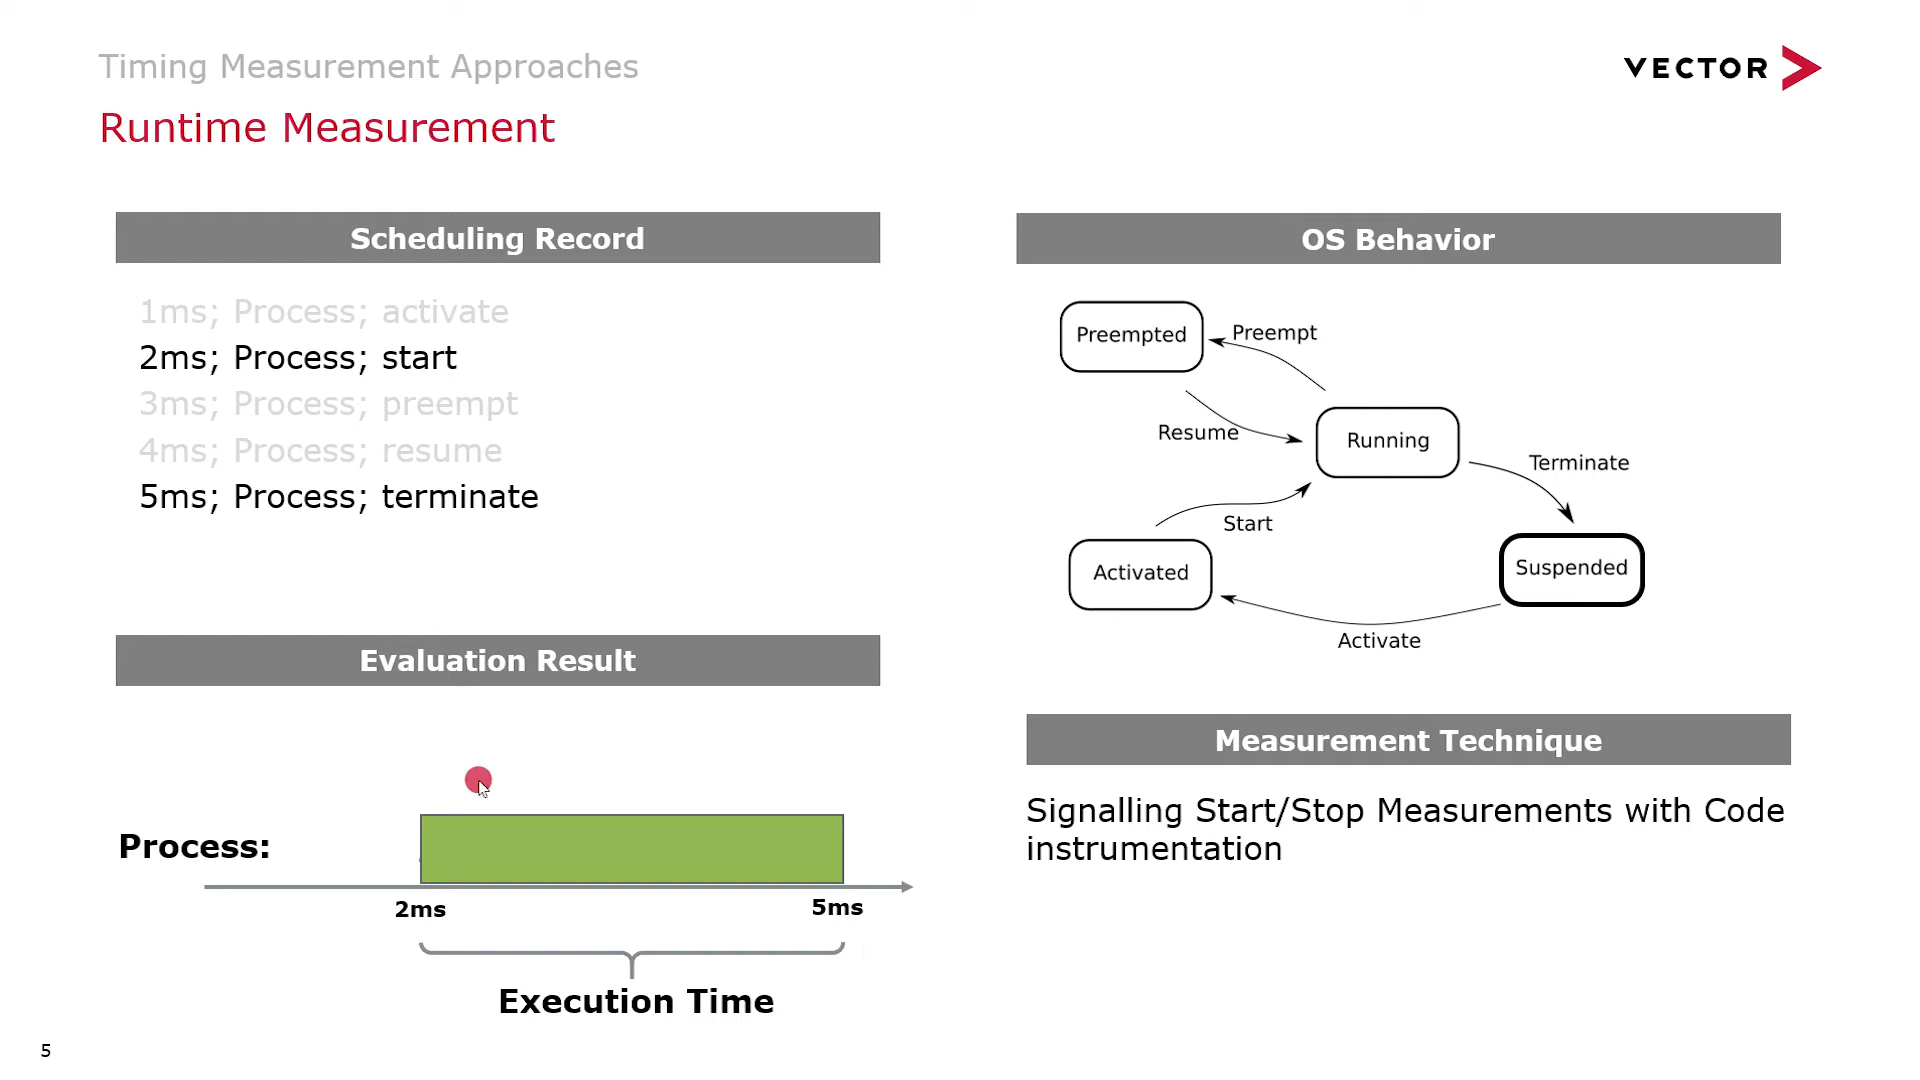 Timing Measurement Approaches
VECTOR
Runtime Measurement
Scheduling Record
1ms; Process; activate
2ms; Process; start
3ms; Process; preempt
4ms; Process; resume
5ms; Process; terminate
OS Behavior
Preempted
Preempt
Resume
Running
Terminate
Start
Activated
Suspended
Activate
Evaluation Result
Process:
2ms
5ms
Execution Time
Measurement Technique
Signalling Start/Stop Measurements with Code
instrumentation
5